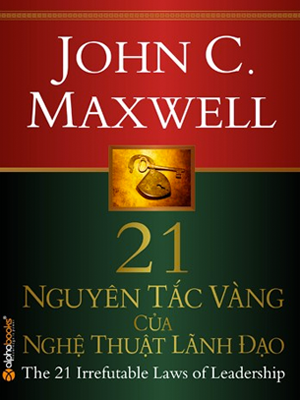 JOHN C.
MAXWELL
21
NGUYÊN TẮC VÀNG
CỦA
NGHỆ THUẬT LÃNH ĐẠO
The 21 Irrefutable Laws of Leadership
alphabooks